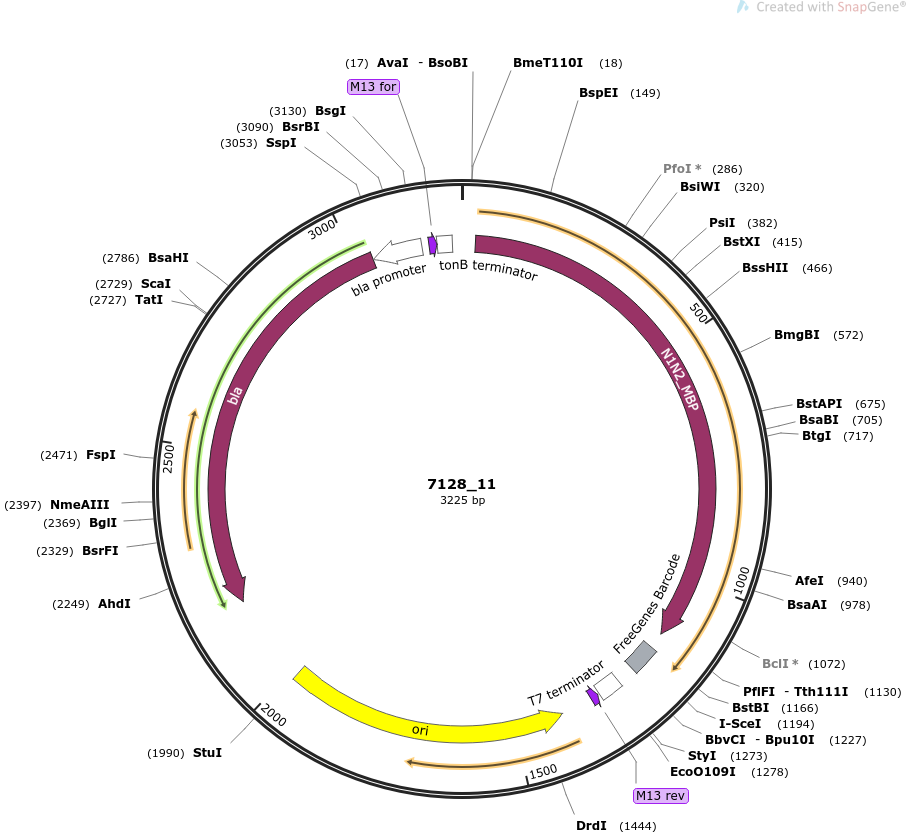 Created with SnapGene®
(17) AvaI - BsoBI
BmeT110I (18)
M13 for
BspEI (149)
(3130) BsgI
(3090) BsrBI
(3053) SspI
PfoI * (286)
BsiWI (320)
PsiI (382)
BstXI (415)
BssHII (466)
3000
(2786) BsaHI
(2729) ScaI
(2727) TatI
bla promoter
tonB terminator
500
BmgBI (572)
N1N2_MBP
bla
BstAPI (675)
BsaBI (705)
BtgI (717)
2500
(2471) FspI
7128_11
3225 bp
(2397) NmeAIII
(2369) BglI
(2329) BsrFI
(2249) AhdI
1000
AfeI (940)
BsaAI (978)
FreeGenes Barcode
BclI * (1072)
T7 terminator
PflFI - Tth111I (1130)
BstBI (1166)
I-SceI (1194)
BbvCI - Bpu10I (1227)
StyI (1273)
EcoO109I (1278)
2000
ori
(1990) StuI
1500
M13 rev
DrdI (1444)